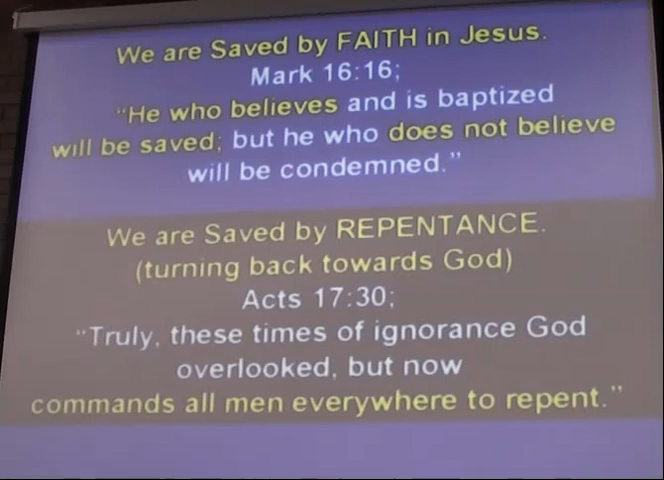 We are Saved by FAITH in Jesus.
Mark 16:16;
"He who believes and is baptized
will be saved; but he who does not believe
will be condemned."
We are Saved by REPENTANCE.
(turning back towards God)
Acts 17:30;
"Truly, these times of ignorance God
overlooked, but now
commands all men everywhere to repent."